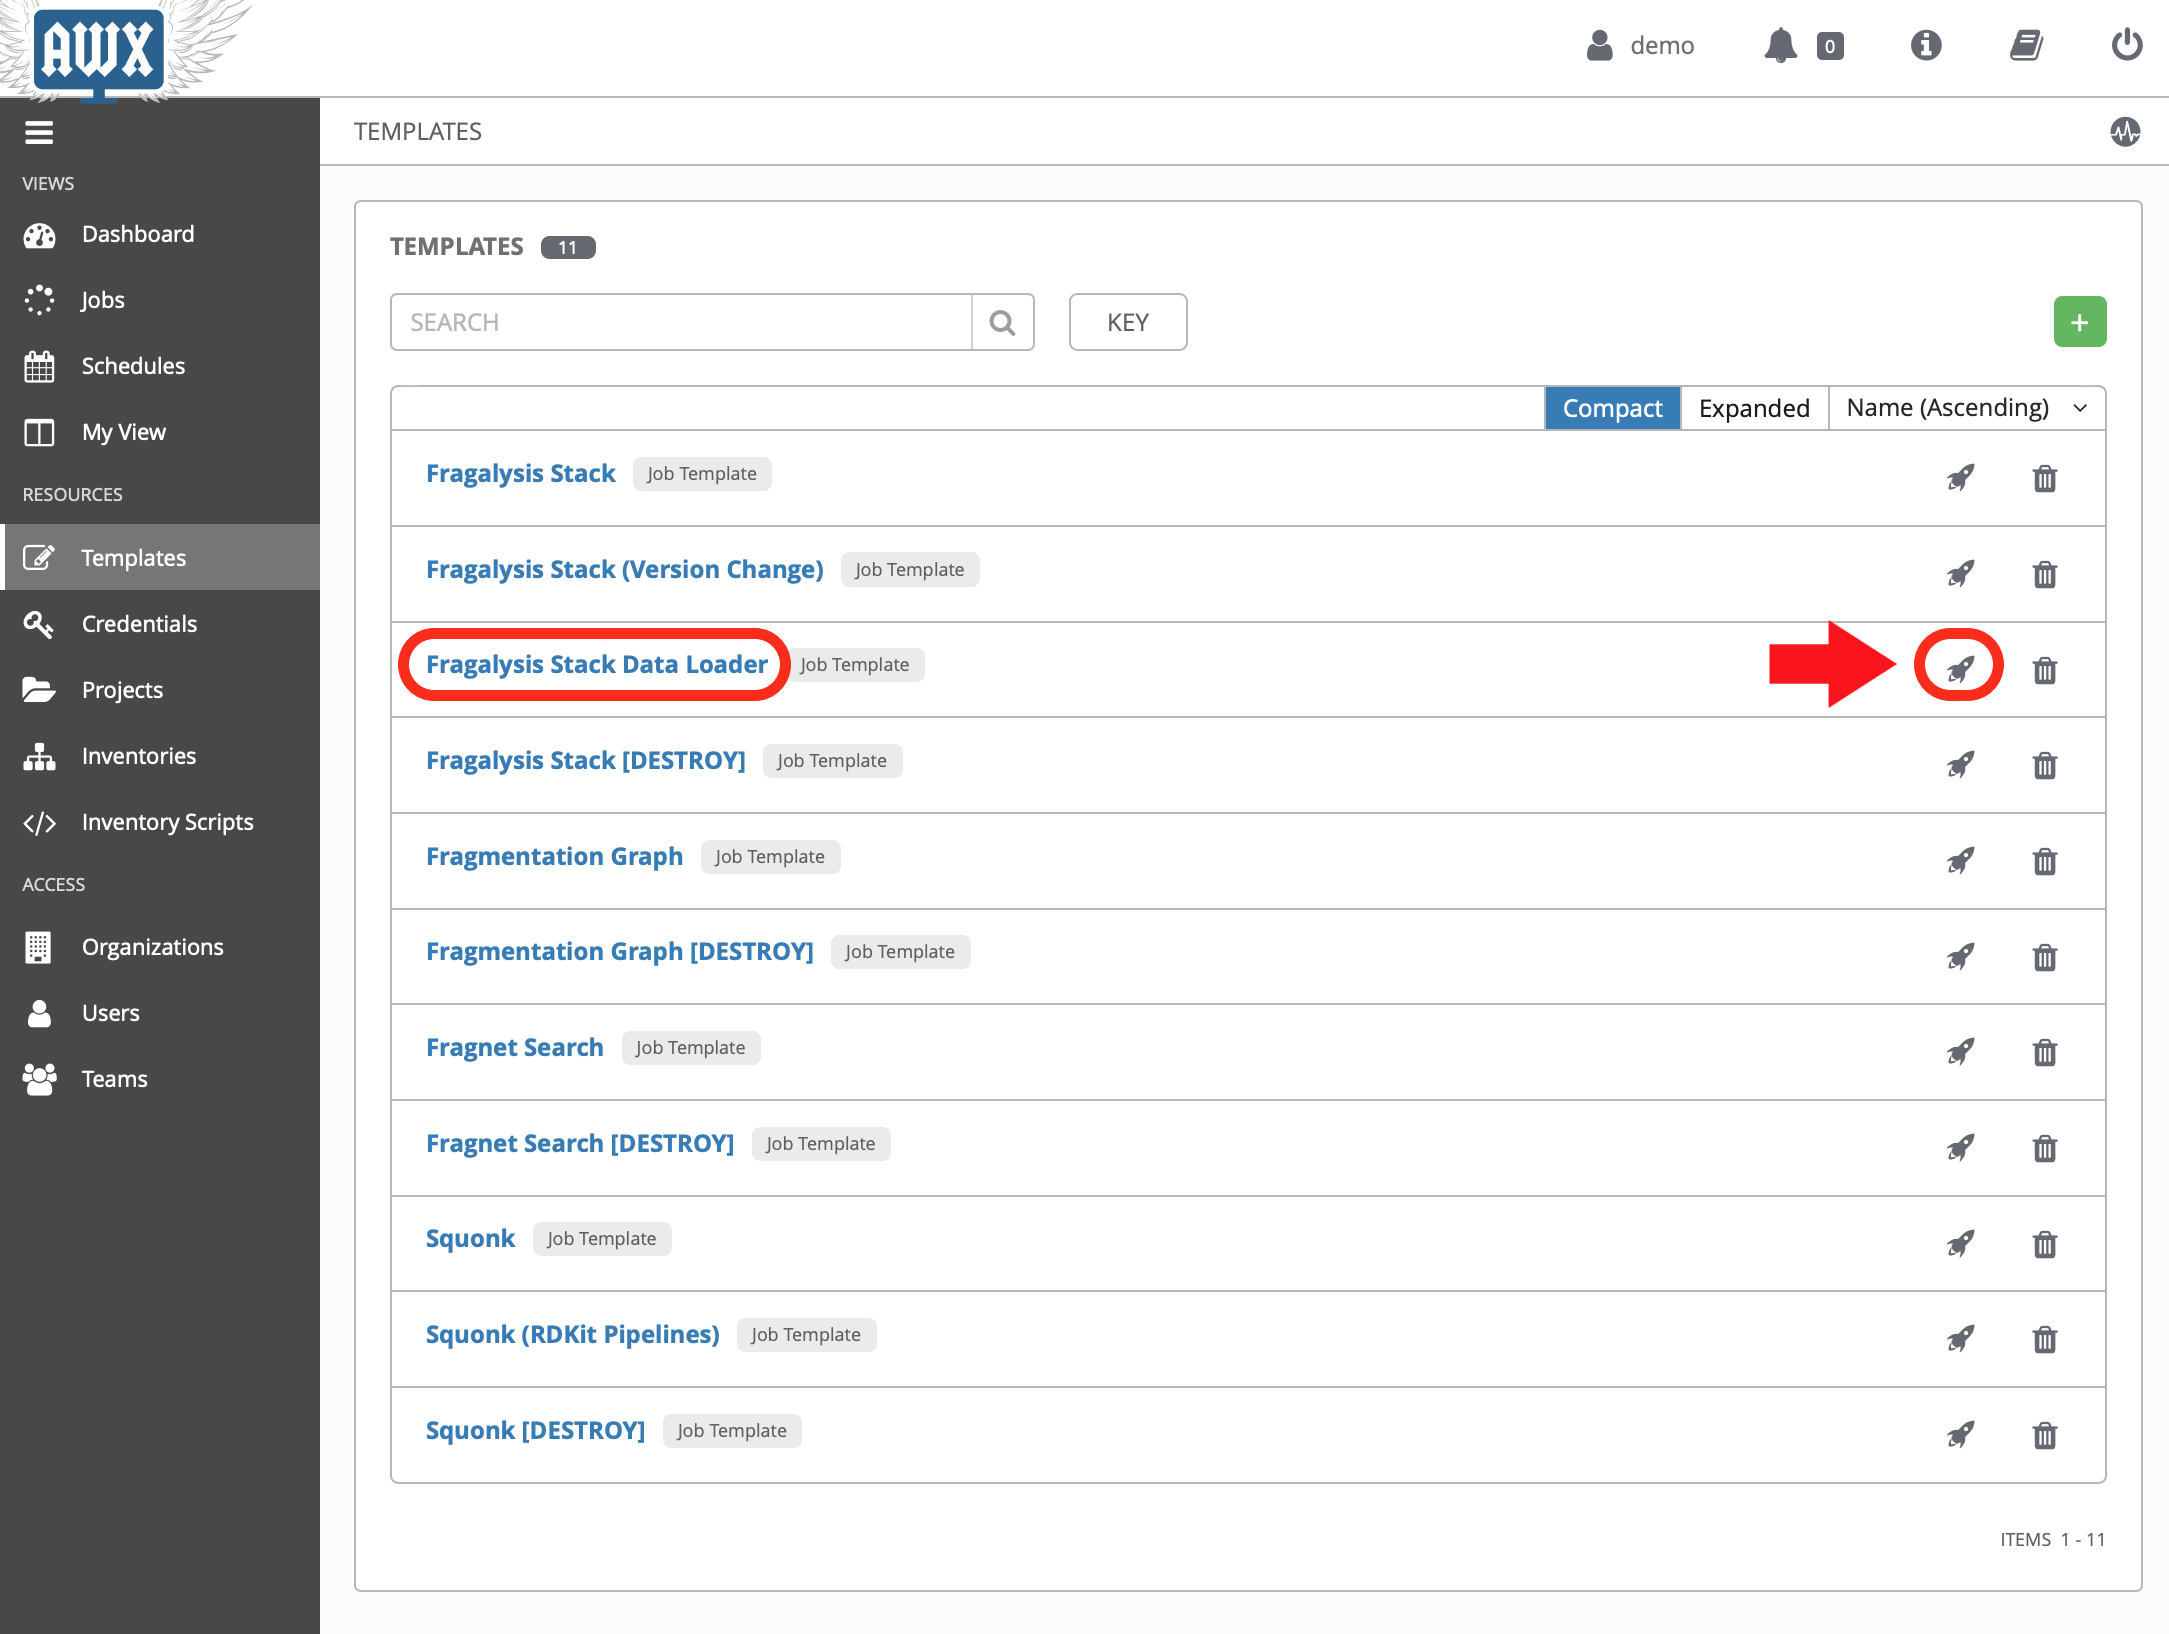 AWX
demo
0
VIEWS
Dashboard
Jobs
Schedules
My View
RESOURCES
Templates
Credentials
Projects
Inventories
Inventory Scripts
ACCESS
Organizations
Users
Teams
TEMPLATES
TEMPLATES 11
SEARCH
KEY
+
Compact Expanded Name (Ascending)
Fragalysis Stack Job Template
Fragalysis Stack (Version Change) Job Template
Fragalysis Stack Data Loader Job Template
Fragalysis Stack [DESTROY] Job Template
Fragmentation Graph Job Template
Fragmentation Graph [DESTROY] Job Template
Fragnet Search Job Template
Fragnet Search [DESTROY] Job Template
Squonk Job Template
Squonk (RDKit Pipelines) Job Template
Squonk [DESTROY] Job Template
ITEMS 1 - 11